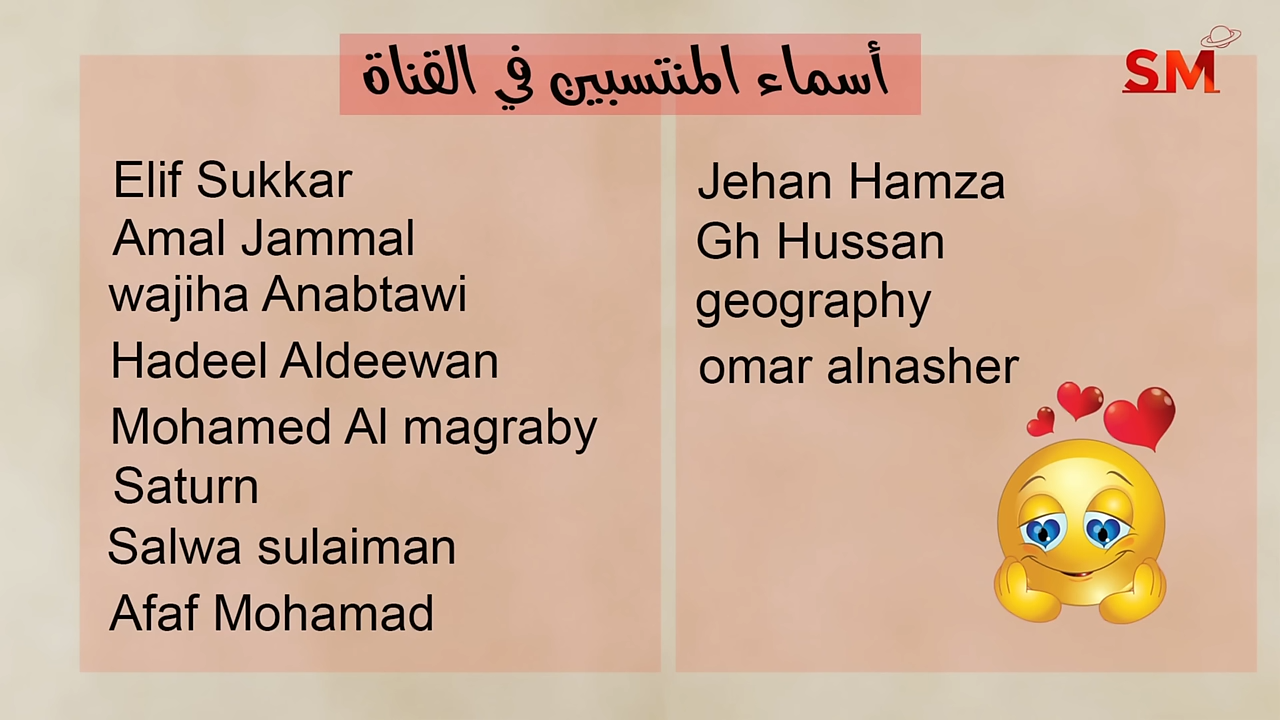 أسماء المنتسبين في القناة
SM
Elif Sukkar
Amal Jammal
wajiha Anabtawi
Hadeel Aldeewan
Mohamed Al magraby
Saturn
Salwa sulaiman
Afaf Mohamad
Jehan Hamza
Gh Hussan
geography
omar alnasher